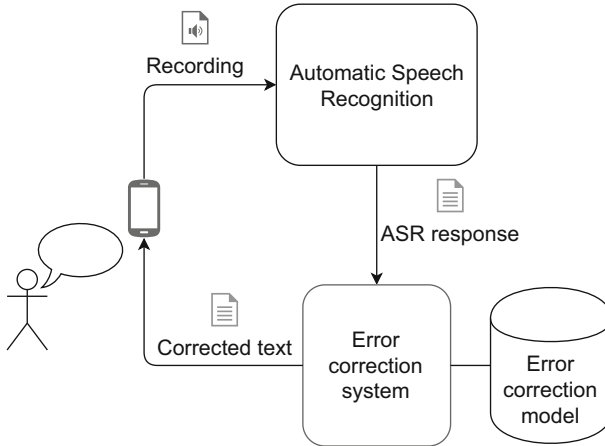 Recording
Automatic Speech
Recognition
ASR response
Corrected text
Error
correction
system
Error
correction
model